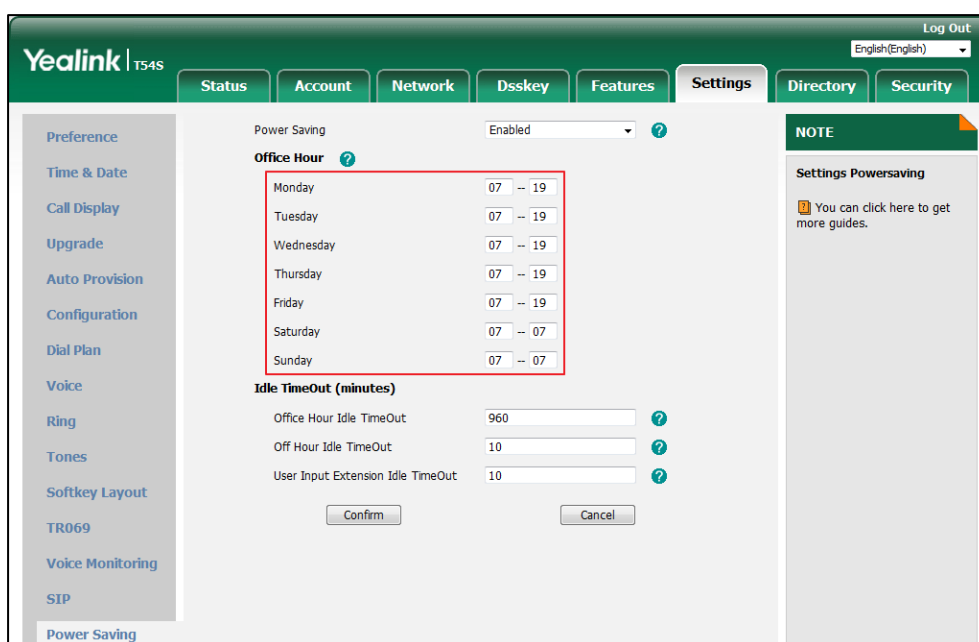 Log Out
Yealink T54S
English(English)
Status Account Network Dsskey Features Settings Directory Security
Preference
Time & Date
Call Display
Upgrade
Auto Provision
Configuration
Dial Plan
Voice
Ring
Tones
Softkey Layout
TR069
Voice Monitoring
SIP
Power Saving
Power Saving Enabled ?
Office Hour ?
Monday 07 -- 19
Tuesday 07 -- 19
Wednesday 07 -- 19
Thursday 07 -- 19
Friday 07 -- 19
Saturday 07 -- 07
Sunday 07 -- 07
Idle TimeOut (minutes)
Office Hour Idle TimeOut 960 ?
Off Hour Idle TimeOut 10 ?
User Input Extension Idle TimeOut 10 ?
Confirm Cancel
NOTE
Settings Powersaving
? You can click here to get
more guides.